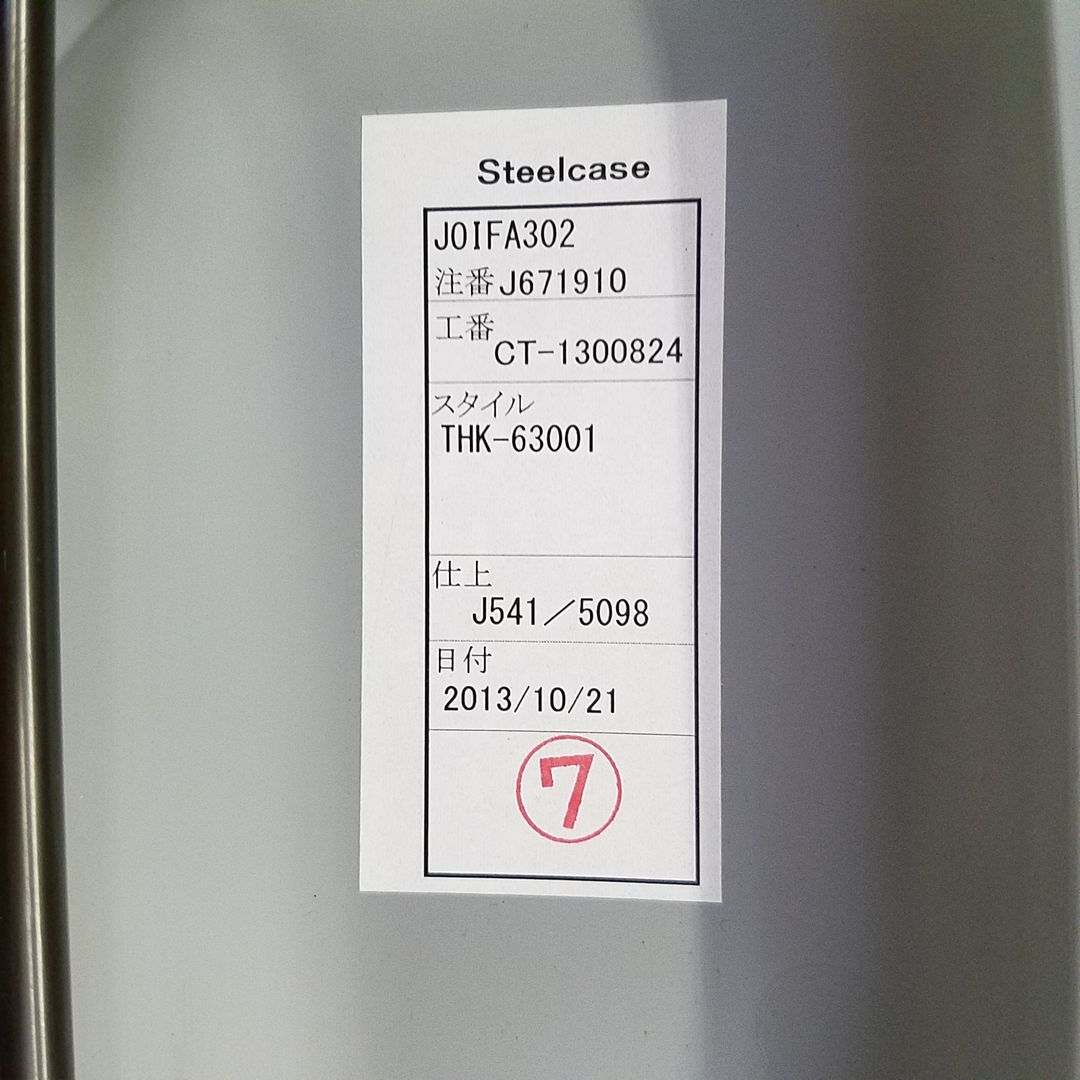 Steelcase
JOIFA302
注番J671910
工番
CT-1300824
スタイル
THK-63001
仕上
J541／5098
日付
2013/10/21
7